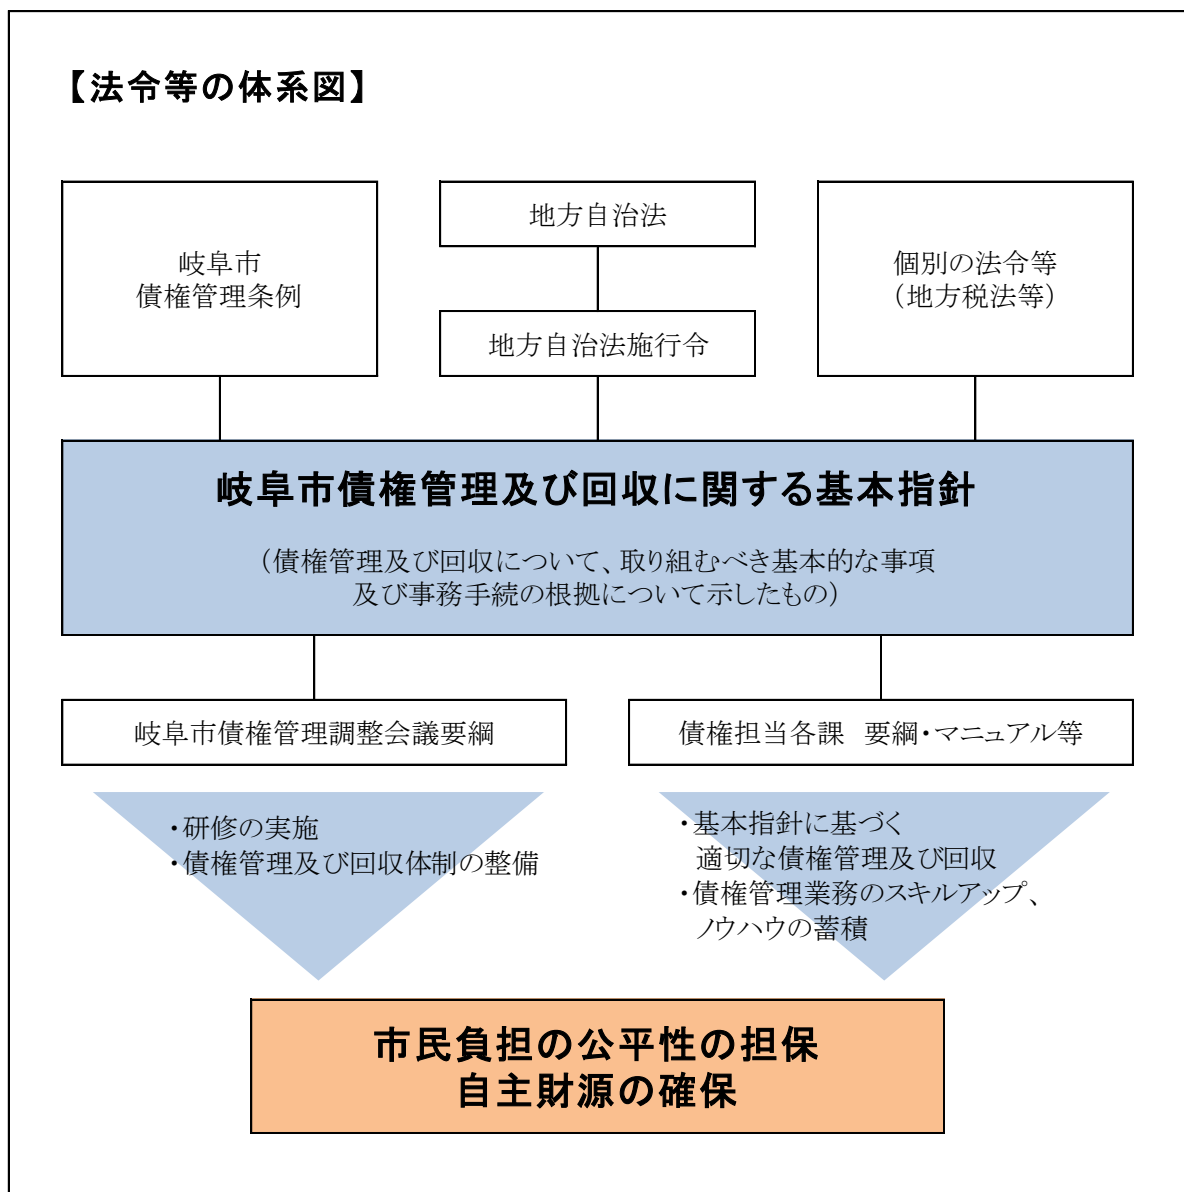 【法令等の体系図】
岐阜市
債権管理条例
地方自治法
地方自治法施行令
個別の法令等
（地方税法等）
岐阜市債権管理及び回収に関する基本指針
（債権管理及び回収について、取り組むべき基本的な事項
及び事務手続の根拠について示したもの）
岐阜市債権管理調整会議要綱
債権担当各課　要綱・マニュアル等
・研修の実施
・債権管理及び回収体制の整備
・基本指針に基づく
適切な債権管理及び回収
・債権管理業務のスキルアップ、
ノウハウの蓄積
市民負担の公平性の担保
自主財源の確保